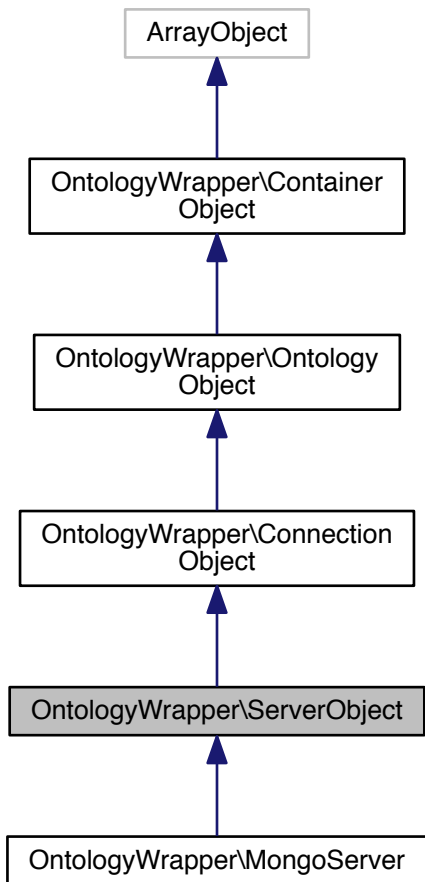 ArrayObject
OntologyWrapper\Container
Object
OntologyWrapper\Ontology
Object
OntologyWrapper\Connection
Object
OntologyWrapper\ServerObject
OntologyWrapper\MongoServer